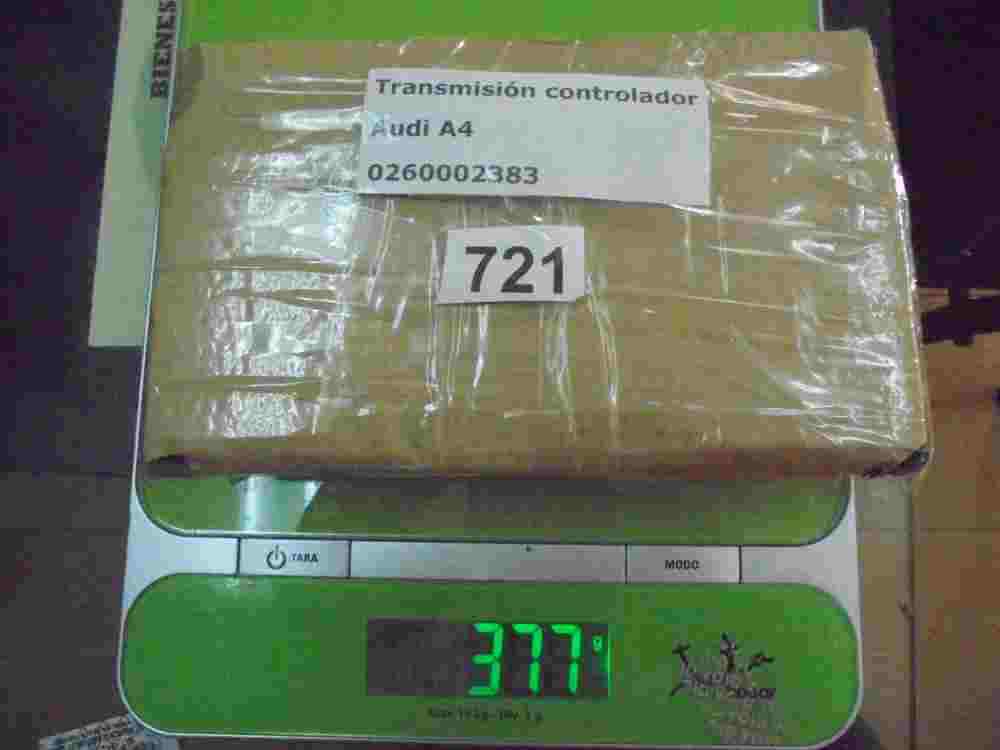 BIENES
Transmisión controlador
Audi A4
0260002383
721
TARA
MODO
377 g